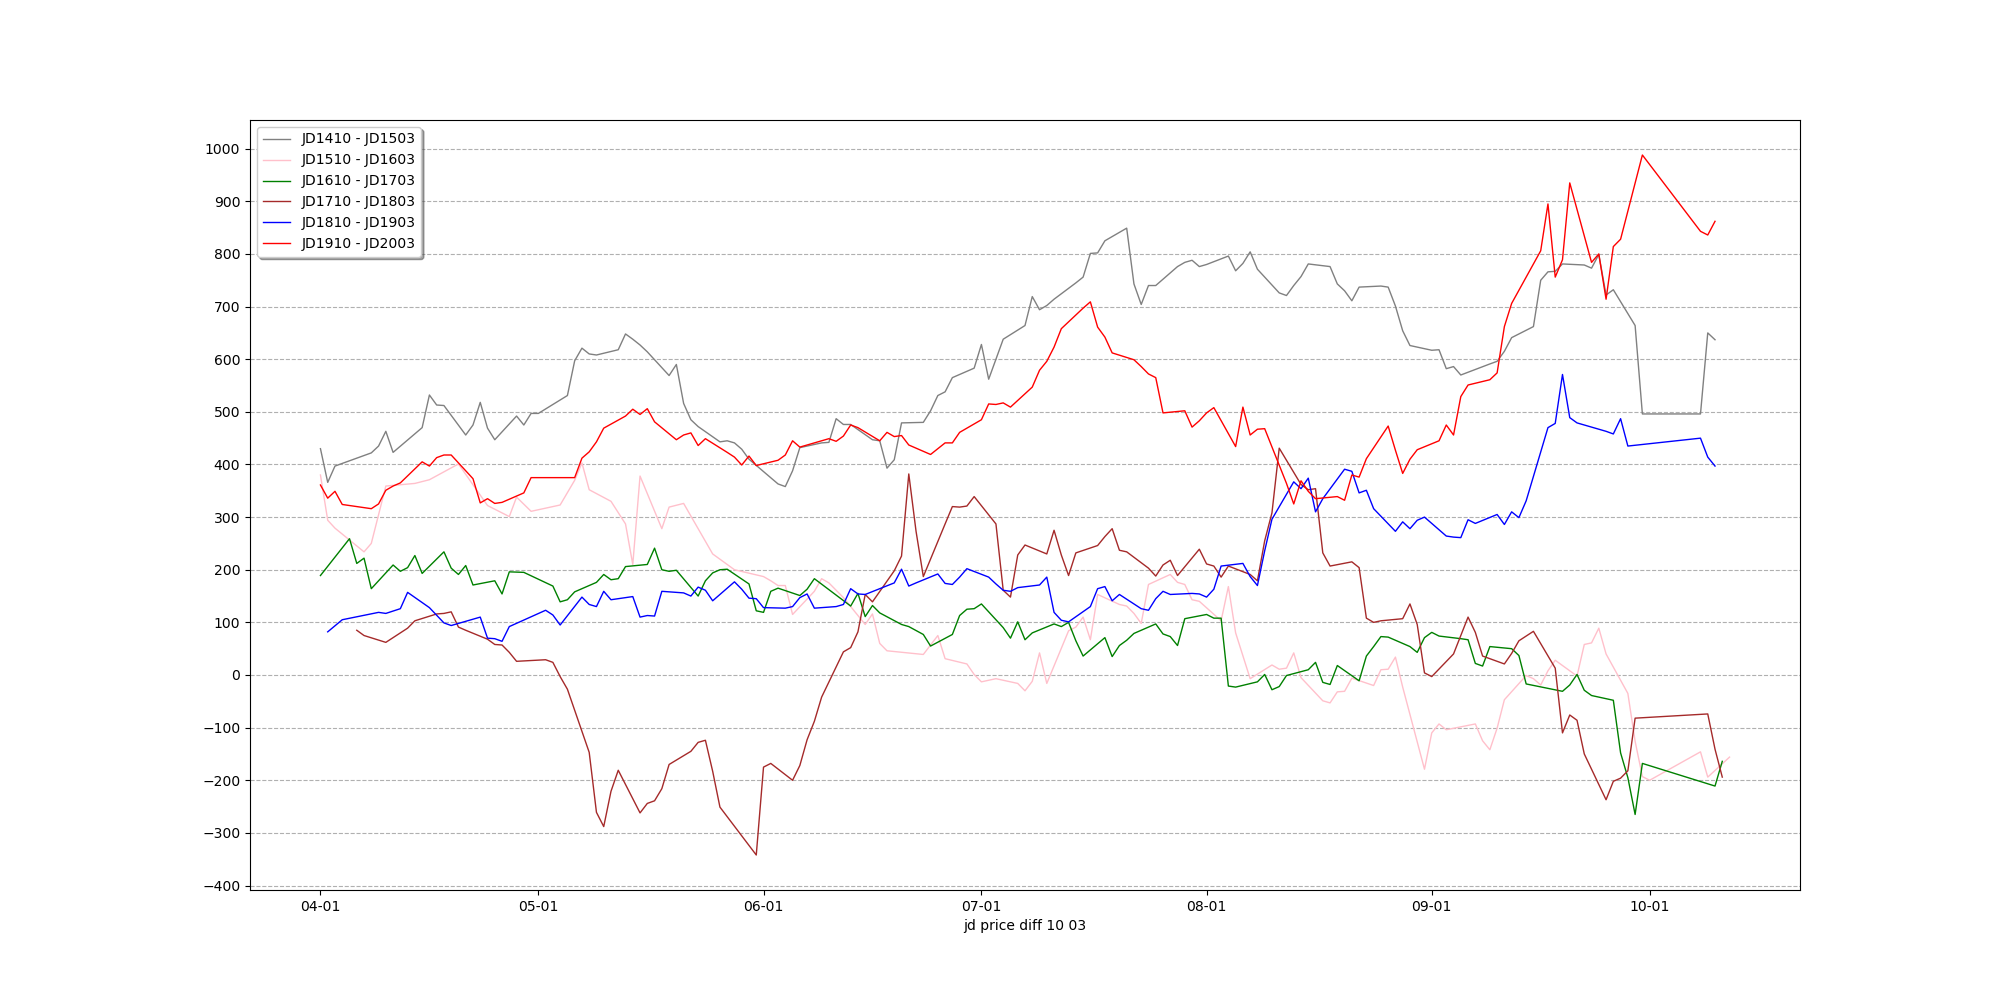 JD1410 - JD1503
JD1510 - JD1603
JD1610 - JD1703
JD1710 - JD1803
JD1810 - JD1903
JD1910 - JD2003
1000
900
800
700
600
500
400
300
200
100
0
−100
−200
−300
−400
04-01 05-01 06-01 07-01 08-01 09-01 10-01
jd price diff 10 03